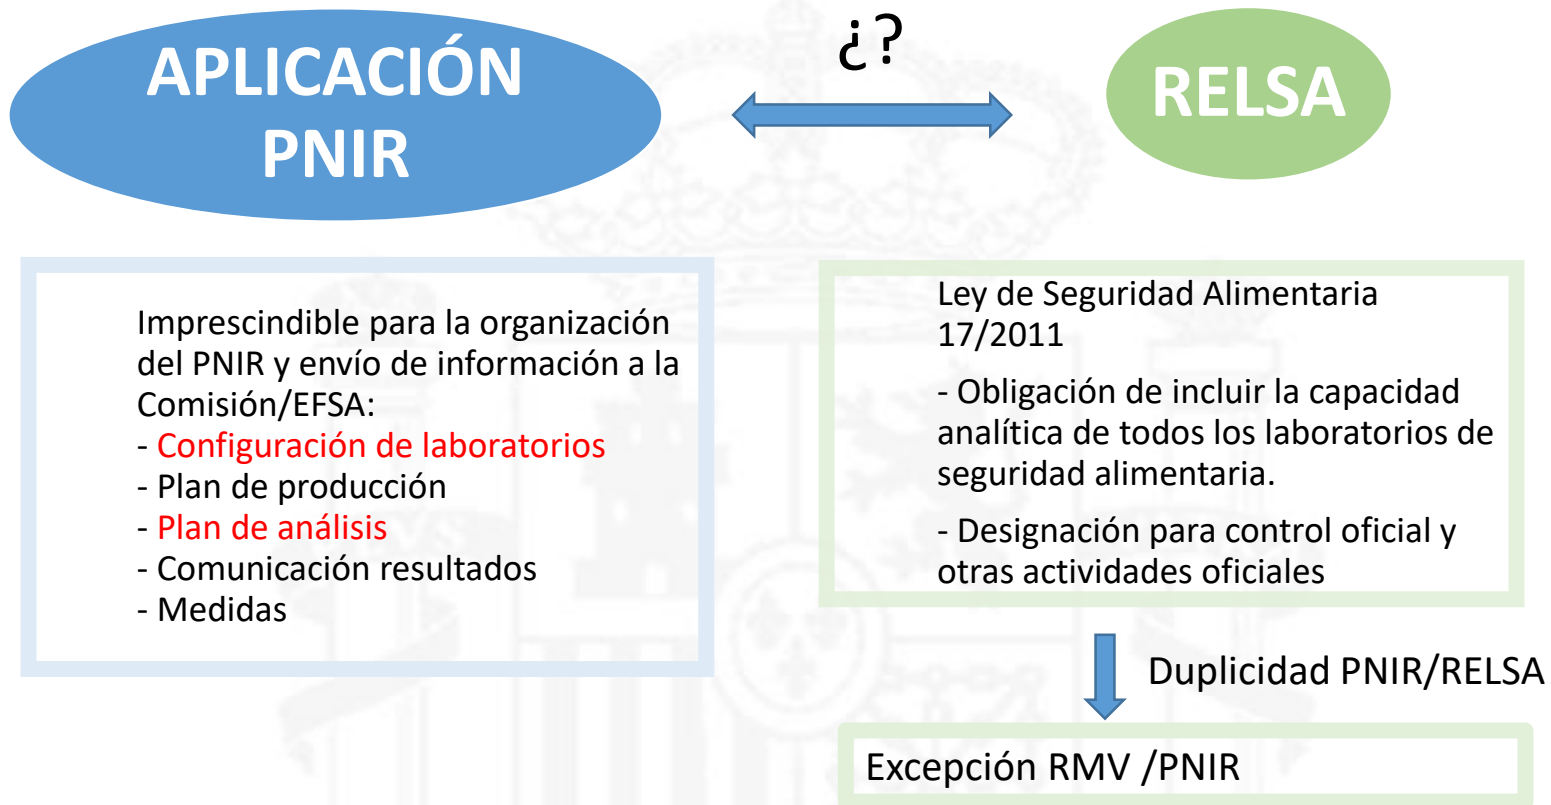 APLICACIÓN
PNIR
¿?
RELSA
Imprescindible para la organización
del PNIR y envío de información a la
Comisión/EFSA:
- Configuración de laboratorios
- Plan de producción
- Plan de análisis
- Comunicación resultados
- Medidas
Ley de Seguridad Alimentaria
17/2011
- Obligación de incluir la capacidad
analítica de todos los laboratorios de
seguridad alimentaria.
- Designación para control oficial y
otras actividades oficiales
Duplicidad PNIR/RELSA
Excepción RMV /PNIR